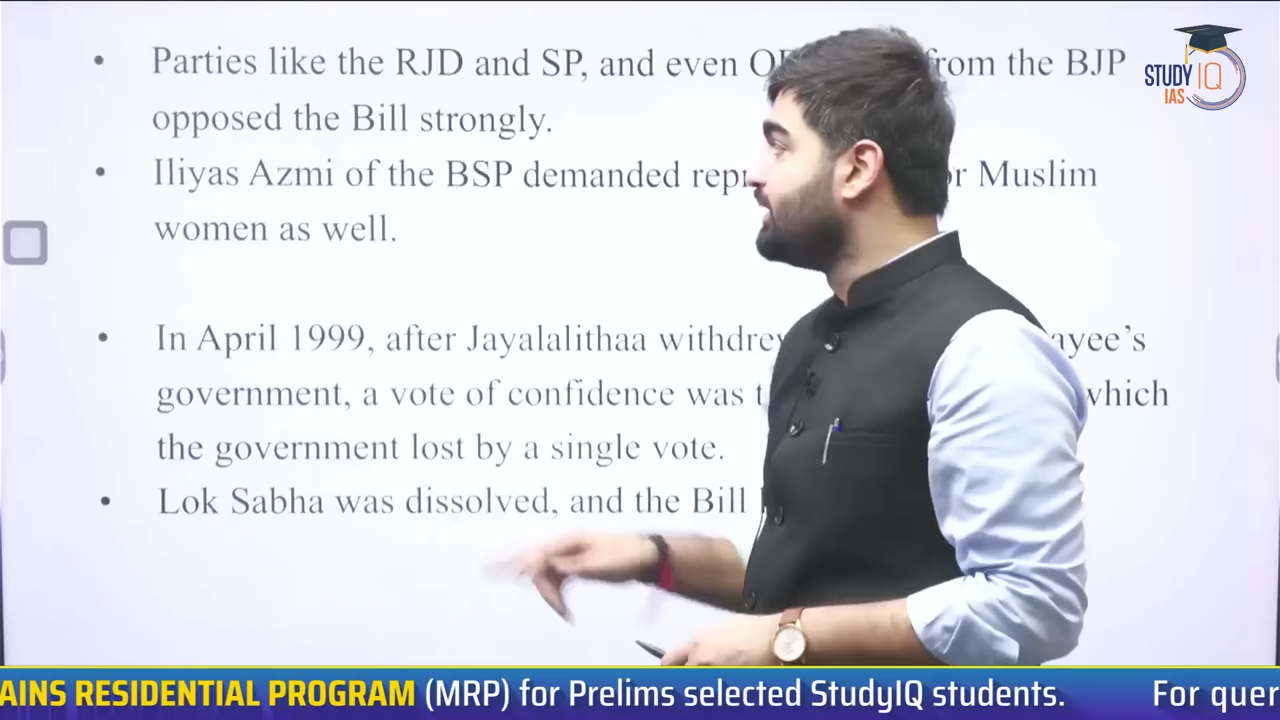 Parties like the RJD and SP, and even from the BJP
opposed the Bill strongly.
Iliyas Azmi of the BSP demanded Muslim
women as well.
In April 1999, after Jayalalithaa
government, a vote of confidence was which
the government lost by a single vote.
Lok Sabha was dissolved, and the Bill
STUDY IQ
IAS
AINS RESIDENTIAL PROGRAM (MRP) for Prelims selected StudyIQ students. For quer